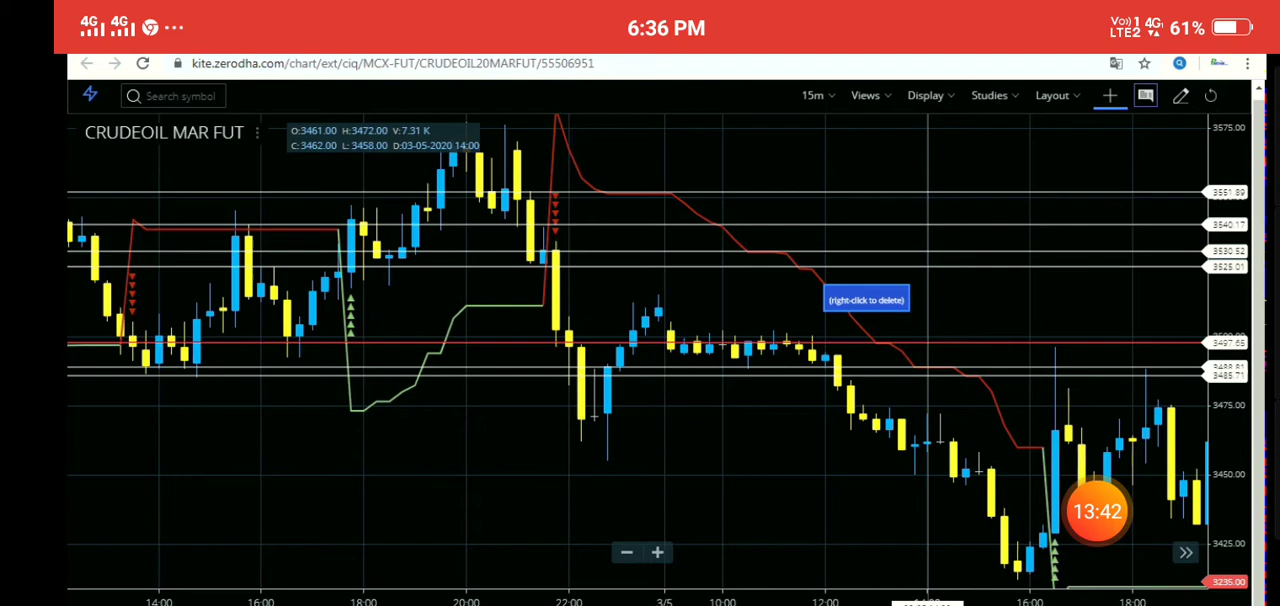 4G 4G ... 6:36 PM Vo)) 1 LTE2 4G 61%
kite.zerodha.com/chart/ext/ciq/MCX-FUT/CRUDEOIL20MARFUT/55506951
Search symbol 15m Views Display Studies Layout
CRUDEOIL MAR FUT
O:3461.00 H:3472.00 V:7.31 K
C:3462.00 L: 3458.00 D:03-05-2020 14:00
3575.00
3551.89
3540.17
3530.52
3525.01
(right-click to delete)
3497.65
3485.71
3475.00
3450.00
13:42
3425.00
3235.00
14:00 16:00 18:00 20:00 22:00 3/5 10:00 12:00 16:00 18:00